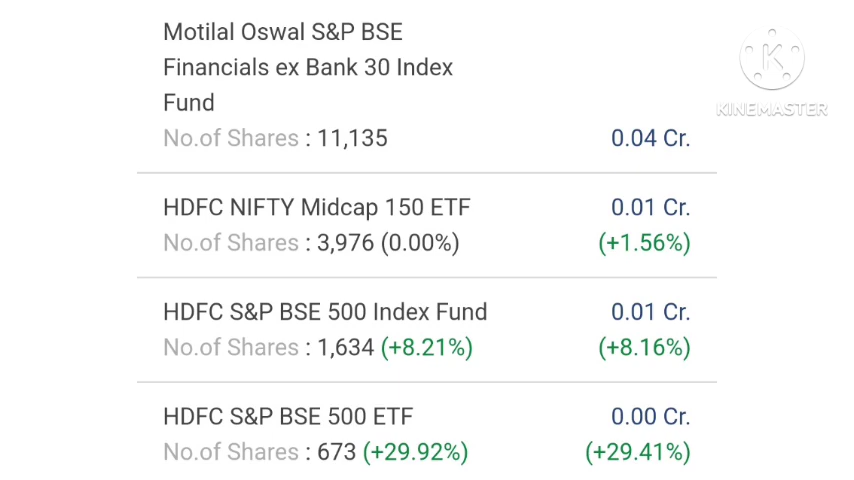 Motilal Oswal S&P BSE
Financials ex Bank 30 Index
Fund
No.of Shares : 11,135 0.04 Cr.
HDFC NIFTY Midcap 150 ETF 0.01 Cr.
No.of Shares : 3,976 (0.00%) (+1.56%)
HDFC S&P BSE 500 Index Fund 0.01 Cr.
No.of Shares : 1,634 (+8.21%) (+8.16%)
HDFC S&P BSE 500 ETF 0.00 Cr.
No.of Shares : 673 (+29.92%) (+29.41%)
K
KINEMASTER